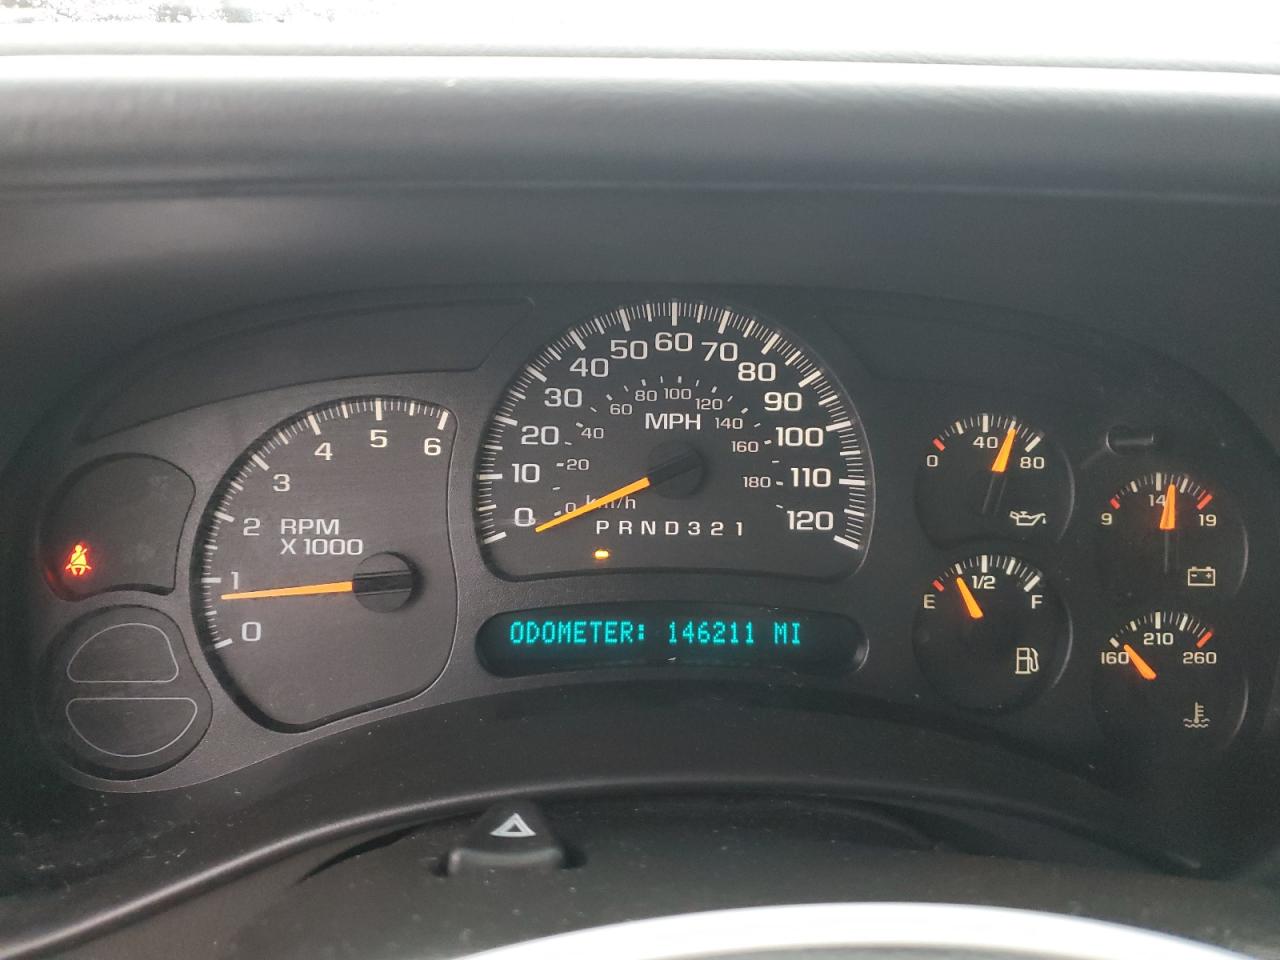 0 1 2 3 4 5 6
RPM
X 1000
0 10 20 30 40 50 60 70 80 90 100 110 120
MPH
0 20 40 60 80 100 120 140 160 180
km/h
PRND321
ODOMETER: 146211 MI
0 40 80
E 1/2 F
9 14 19
160 210 260